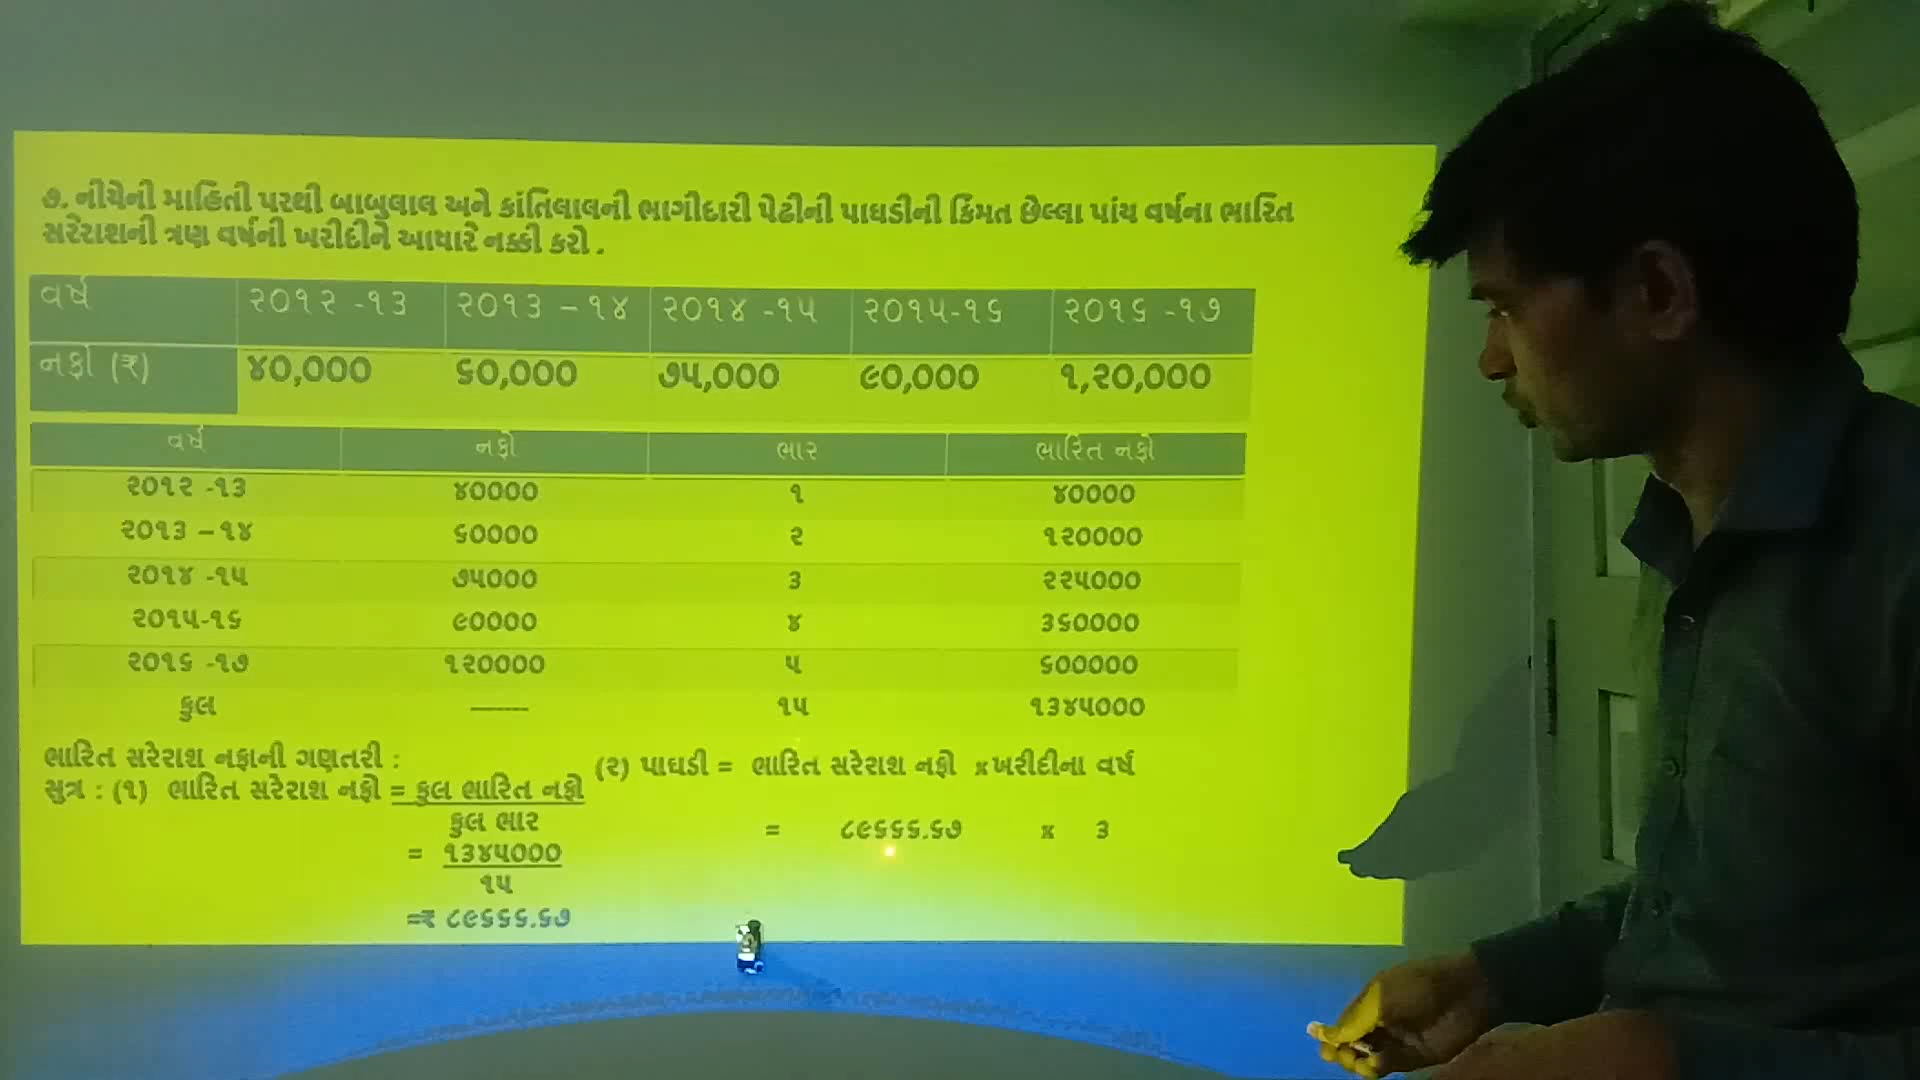 ૭. નીચેની માહિતી પરથી બાબુલાલ અને કાંતિલાલની ભાગીદારી પેઢીની પાઘડીની કિંમત છેલ્લા પાંચ વર્ષના ભારિત
સરેરાશની ત્રણ વર્ષની ખરીદીને આધારે નક્કી કરો .
વર્ષ ૨૦૧૨ -૧૩ ૨૦૧૩ – ૧૪ ૨૦૧૪ -૧૫ ૨૦૧૫-૧૬ ૨૦૧૬ -૧૭
નફો (₹) ૪૦,૦૦૦ ૬૦,૦૦૦ ૭૫,૦૦૦ ૯૦,૦૦૦ ૧,૨૦,૦૦૦
વર્ષ નફો ભાર ભારિત નફો
૨૦૧૨ -૧૩ ૪૦૦૦૦ ૧ ૪૦૦૦૦
૨૦૧૩ – ૧૪ ૬૦૦૦૦ ૨ ૧૨૦૦૦૦
૨૦૧૪ -૧૫ ૭૫૦૦૦ ૩ ૨૨૫૦૦૦
૨૦૧૫-૧૬ ૯૦૦૦૦ ૪ ૩૬૦૦૦૦
૨૦૧૬ -૧૭ ૧૨૦૦૦૦ ૫ ૬૦૦૦૦૦
કુલ —— ૧૫ ૧૩૪૫૦૦૦
ભારિત સરેરાશ નફાની ગણતરી :
સુત્ર : (૧) ભારિત સરેરાશ નફો = કુલ ભારિત નફો
કુલ ભાર
= ૧૩૪૫૦૦૦
૧૫
=₹ ૮૯૬૬૬.૬૭
(૨) પાઘડી = ભારિત સરેરાશ નફો x ખરીદીના વર્ષ
= ૮૯૬૬૬.૬૭ x ૩